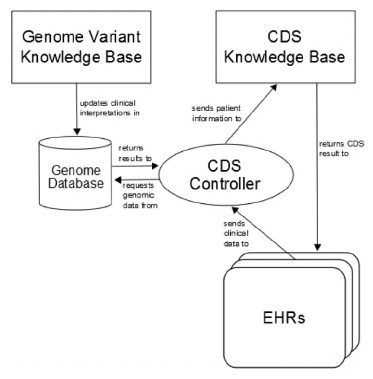 Genome Variant
Knowledge Base
CDS
Knowledge Base
updates clinical
interpretations in
sends patient
information to
returns
results to
Genome
Database
CDS
Controller
returns CDS
result to
requests
genomic
data from
sends
clinical
data to
EHRs